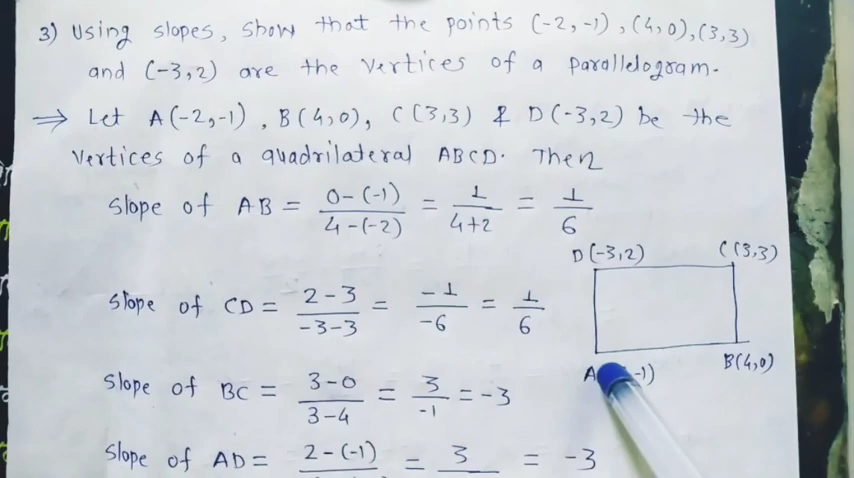 3) Using slopes, show that the points (-2,-1), (4,0), (3,3)
and (-3,2) are the vertices of a parallelogram.
⇒ Let A(-2,-1), B(4,0), C(3,3) & D(-3,2) be the
vertices of a quadrilateral ABCD. Then
Slope of AB = 0-(-1)/4-(-2) = 1/4+2 = 1/6
D(-3,2) C(3,3)
Slope of CD = 2-3/-3-3 = -1/-6 = 1/6
A -1) B(4,0)
Slope of BC = 3-0/3-4 = 3/-1 = -3
Slope of AD = 2-(-1) = 3 = -3